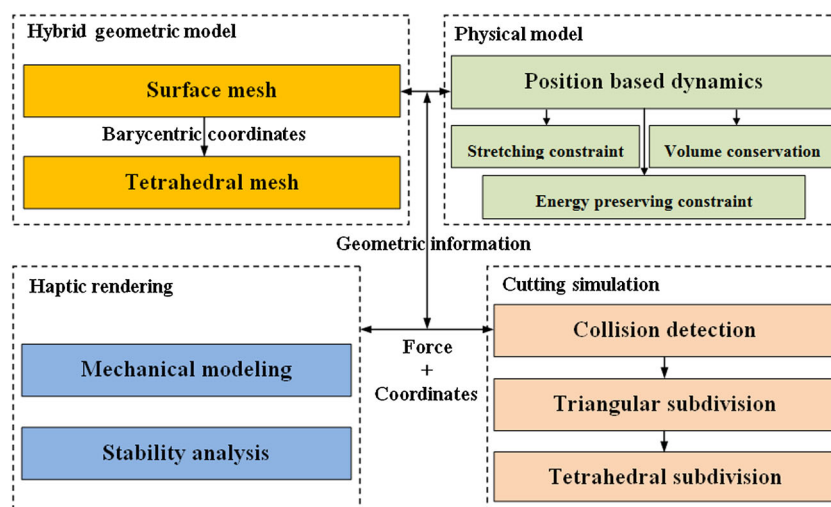 Hybrid geometric model
Surface mesh
Barycentric coordinates
Tetrahedral mesh
Physical model
Position based dynamics
Stretching constraint
Volume conservation
Energy preserving constraint
Geometric information
Haptic rendering
Mechanical modeling
Stability analysis
Force
+
Coordinates
Cutting simulation
Collision detection
Triangular subdivision
Tetrahedral subdivision